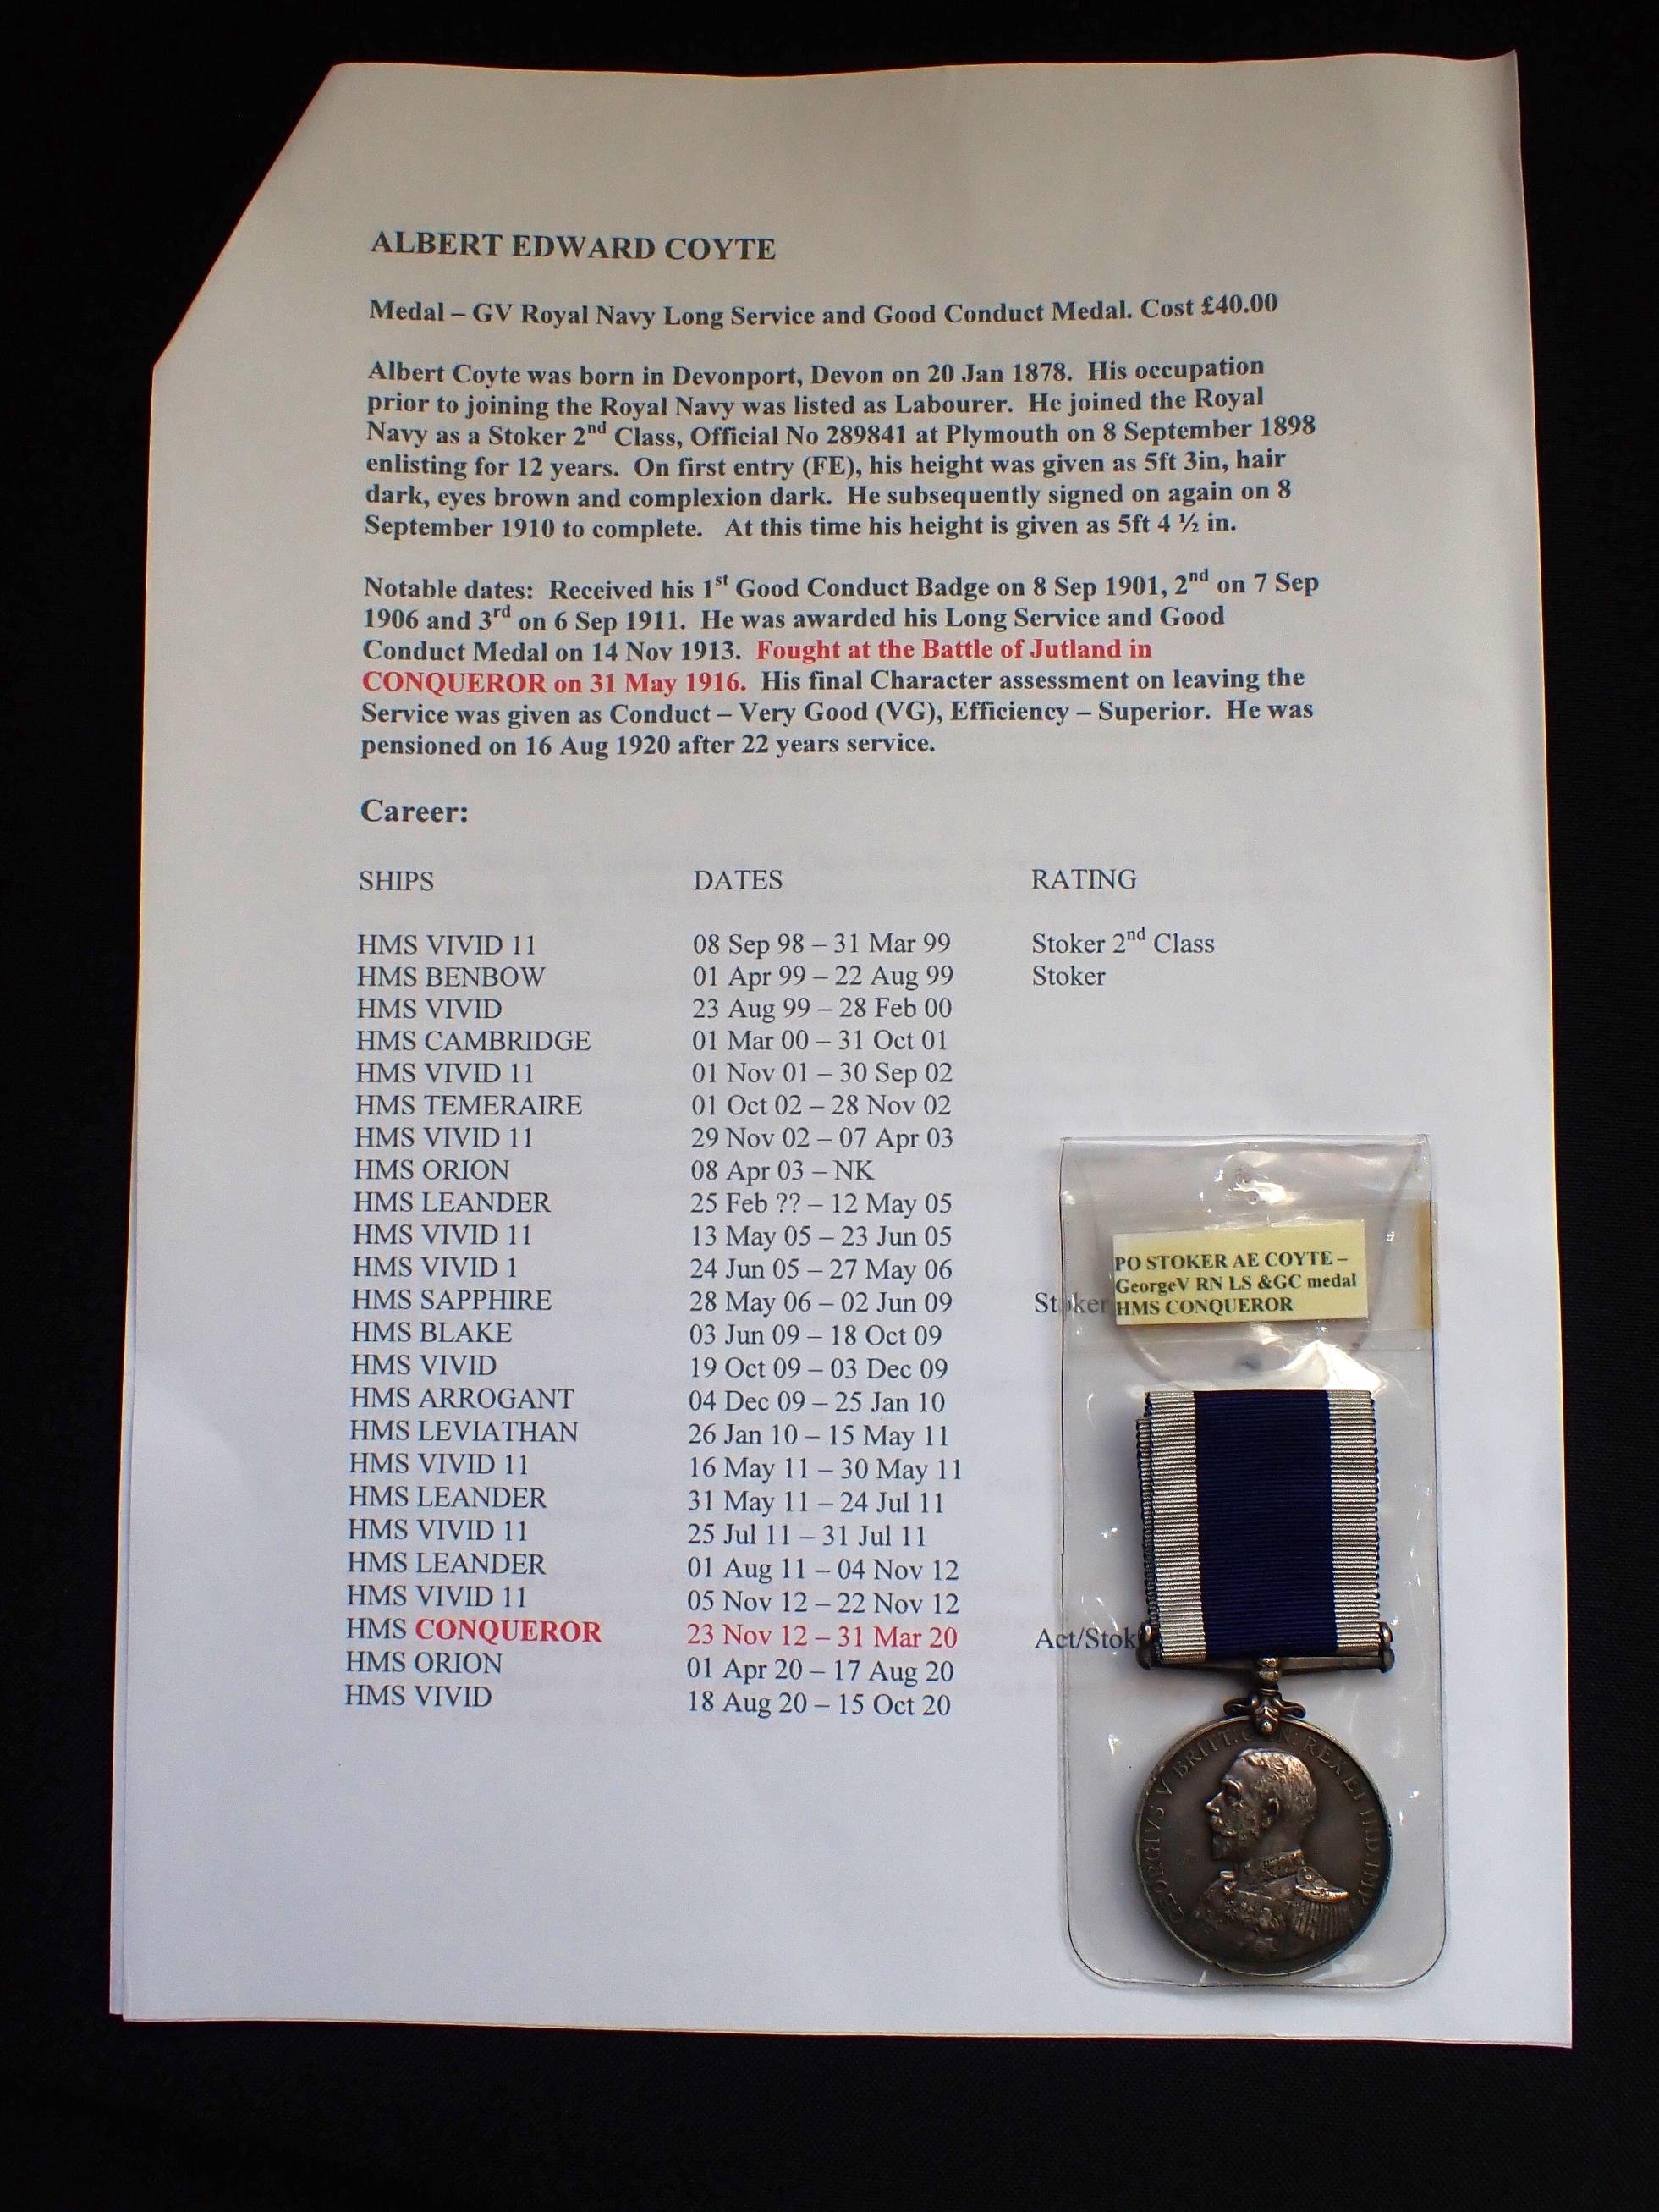 ALBERT EDWARD COYTE
Medal – GV Royal Navy Long Service and Good Conduct Medal. Cost £40.00
Albert Coyte was born in Devonport, Devon on 20 Jan 1878. His occupation
prior to joining the Royal Navy was listed as Labourer. He joined the Royal
Navy as a Stoker 2nd Class, Official No 289841 at Plymouth on 8 September 1898
enlisting for 12 years. On first entry (FE), his height was given as 5ft 3in, hair
dark, eyes brown and complexion dark. He subsequently signed on again on 8
September 1910 to complete. At this time his height is given as 5ft 4 ½ in.
Notable dates: Received his 1st Good Conduct Badge on 8 Sep 1901, 2nd on 7 Sep
1906 and 3rd on 6 Sep 1911. He was awarded his Long Service and Good
Conduct Medal on 14 Nov 1913. Fought at the Battle of Jutland in
CONQUEROR on 31 May 1916. His final Character assessment on leaving the
Service was given as Conduct – Very Good (VG), Efficiency – Superior. He was
pensioned on 16 Aug 1920 after 22 years service.
Career:
SHIPS DATES RATING
HMS VIVID 11 08 Sep 98 – 31 Mar 99 Stoker 2nd Class
HMS BENBOW 01 Apr 99 – 22 Aug 99 Stoker
HMS VIVID 23 Aug 99 – 28 Feb 00
HMS CAMBRIDGE 01 Mar 00 – 31 Oct 01
HMS VIVID 11 01 Nov 01 – 30 Sep 02
HMS TEMERAIRE 01 Oct 02 – 28 Nov 02
HMS VIVID 11 29 Nov 02 – 07 Apr 03
HMS ORION 08 Apr 03 – NK
HMS LEANDER 25 Feb ?? – 12 May 05
HMS VIVID 11 13 May 05 – 23 Jun 05
HMS VIVID 1 24 Jun 05 – 27 May 06
HMS SAPPHIRE 28 May 06 – 02 Jun 09 Stoker
HMS BLAKE 03 Jun 09 – 18 Oct 09
HMS VIVID 19 Oct 09 – 03 Dec 09
HMS ARROGANT 04 Dec 09 – 25 Jan 10
HMS LEVIATHAN 26 Jan 10 – 15 May 11
HMS VIVID 11 16 May 11 – 30 May 11
HMS LEANDER 31 May 11 – 24 Jul 11
HMS VIVID 11 25 Jul 11 – 31 Jul 11
HMS LEANDER 01 Aug 11 – 04 Nov 12
HMS VIVID 11 05 Nov 12 – 22 Nov 12
HMS CONQUEROR 23 Nov 12 – 31 Mar 20 Act/Stok
HMS ORION 01 Apr 20 – 17 Aug 20
HMS VIVID 18 Aug 20 – 15 Oct 20
PO STOKER AE COYTE –
GeorgeV RN LS &GC medal
HMS CONQUEROR
GEORGIVS V BRITT: OMN: REX ET IND: IMP: